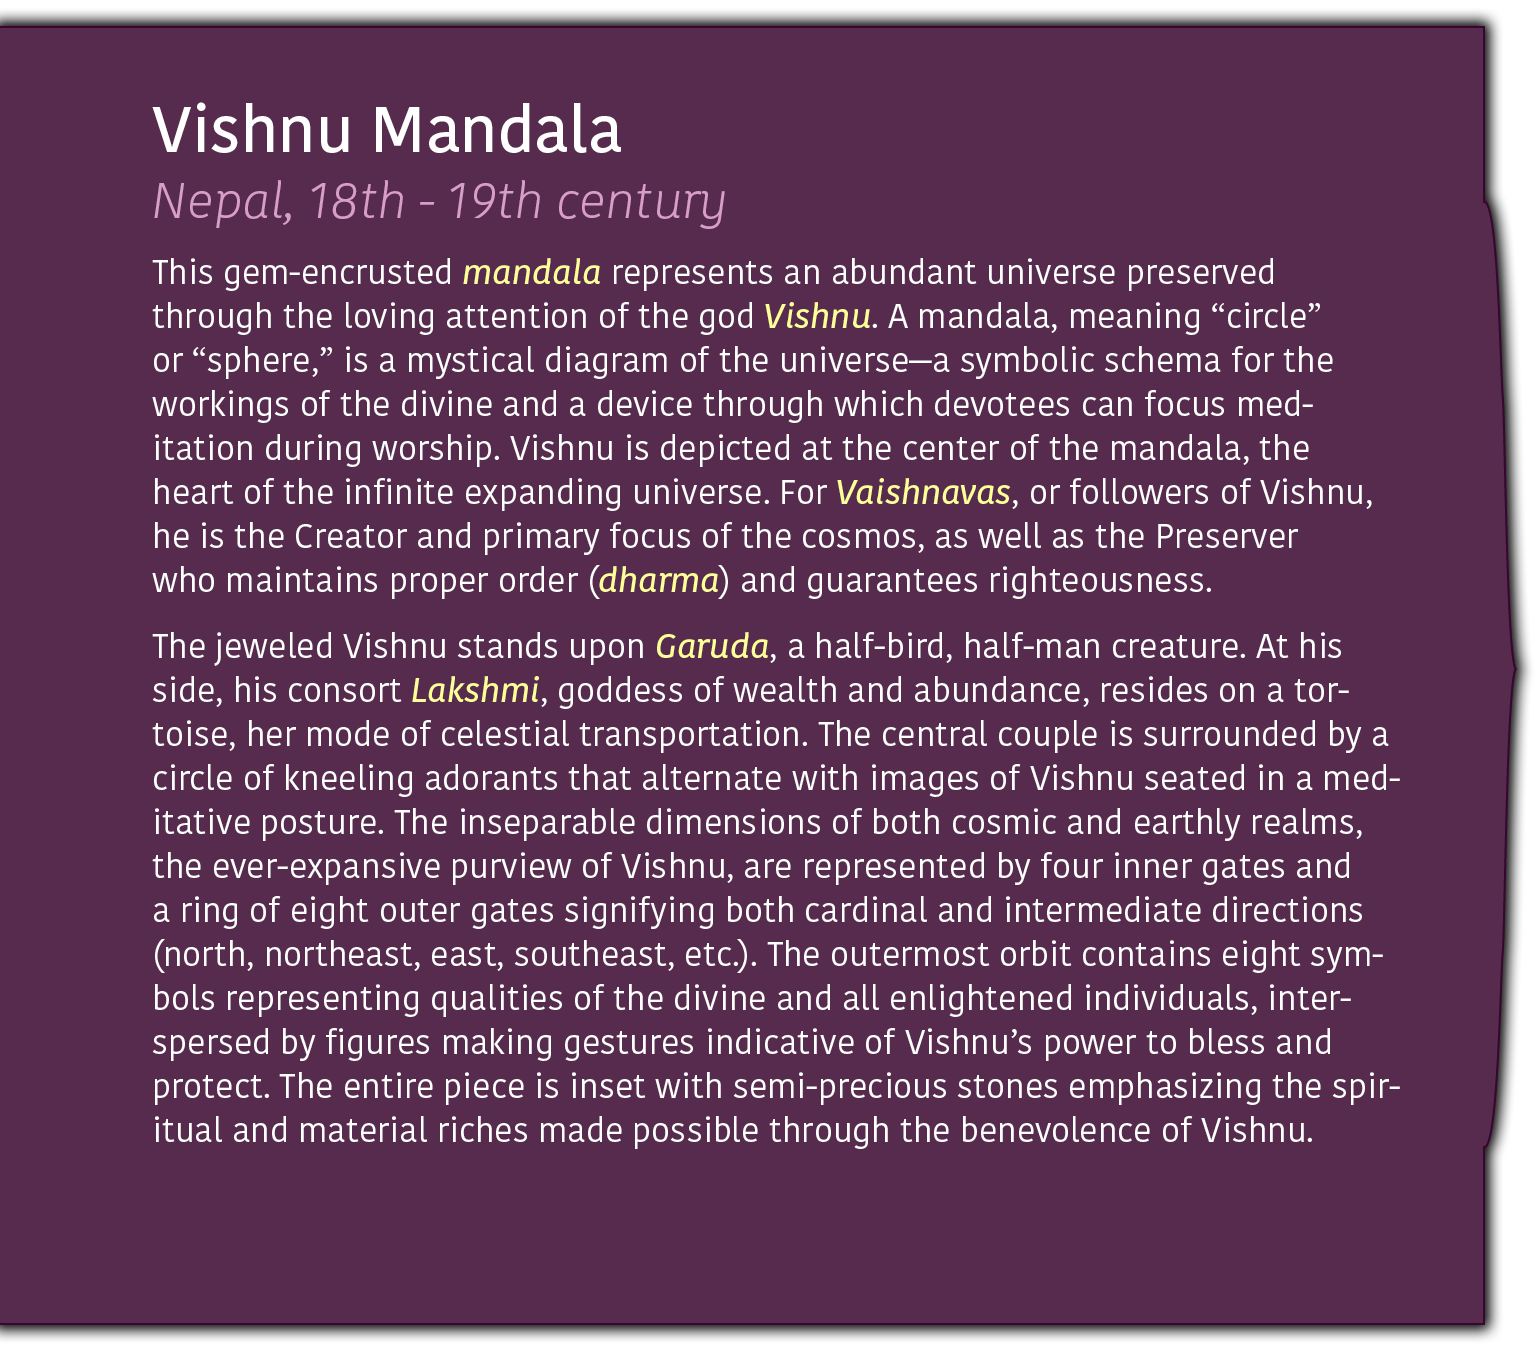 Vishnu Mandala
Nepal, 18th - 19th century
This gem-encrusted mandala represents an abundant universe preserved
through the loving attention of the god Vishnu. A mandala, meaning “circle”
or “sphere,” is a mystical diagram of the universe—a symbolic schema for the
workings of the divine and a device through which devotees can focus med-
itation during worship. Vishnu is depicted at the center of the mandala, the
heart of the infinite expanding universe. For Vaishnavas, or followers of Vishnu,
he is the Creator and primary focus of the cosmos, as well as the Preserver
who maintains proper order (dharma) and guarantees righteousness.
The jeweled Vishnu stands upon Garuda, a half-bird, half-man creature. At his
side, his consort Lakshmi, goddess of wealth and abundance, resides on a tor-
toise, her mode of celestial transportation. The central couple is surrounded by a
circle of kneeling adorants that alternate with images of Vishnu seated in a med-
itative posture. The inseparable dimensions of both cosmic and earthly realms,
the ever-expansive purview of Vishnu, are represented by four inner gates and
a ring of eight outer gates signifying both cardinal and intermediate directions
(north, northeast, east, southeast, etc.). The outermost orbit contains eight sym-
bols representing qualities of the divine and all enlightened individuals, inter-
spersed by figures making gestures indicative of Vishnu’s power to bless and
protect. The entire piece is inset with semi-precious stones emphasizing the spir-
itual and material riches made possible through the benevolence of Vishnu.